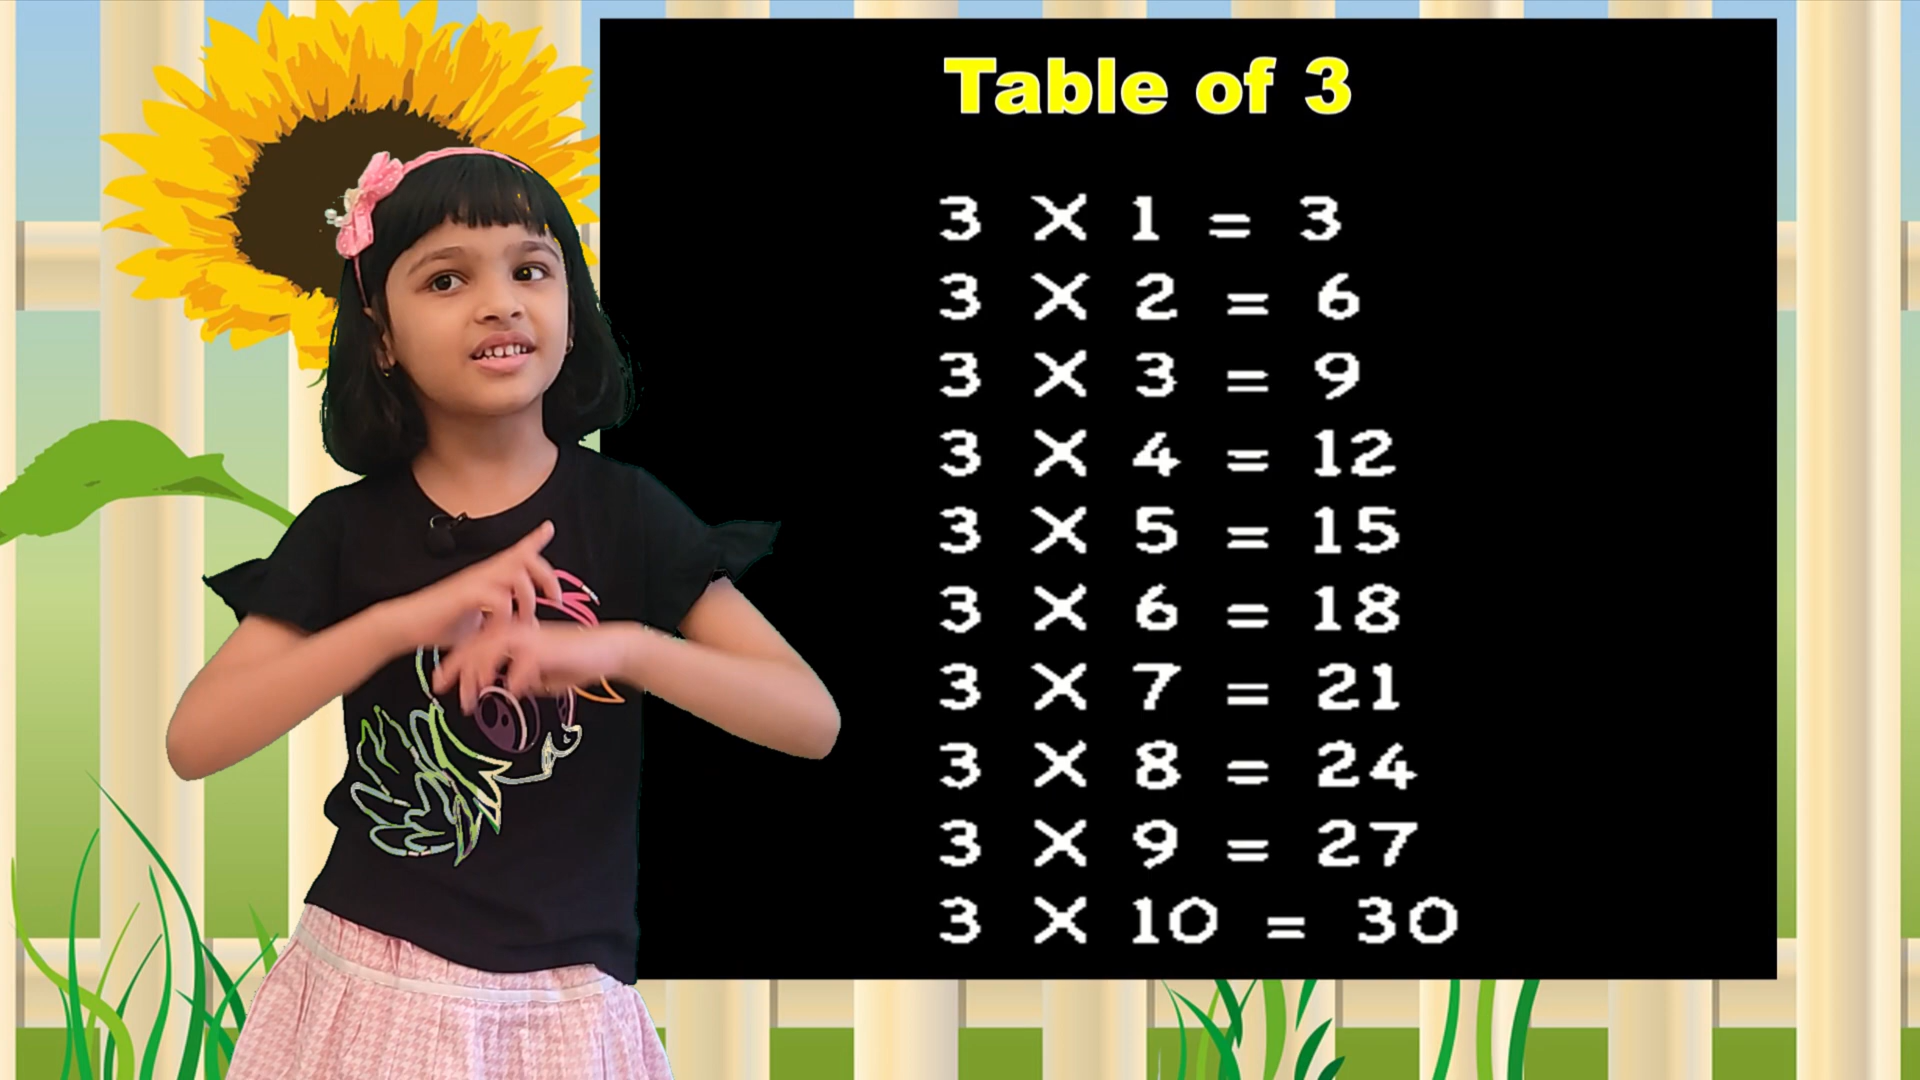 Table of 3
3 X 1 = 3
3 X 2 = 6
3 X 3 = 9
3 X 4 = 12
3 X 5 = 15
3 X 6 = 18
3 X 7 = 21
3 X 8 = 24
3 X 9 = 27
3 X 10 = 30